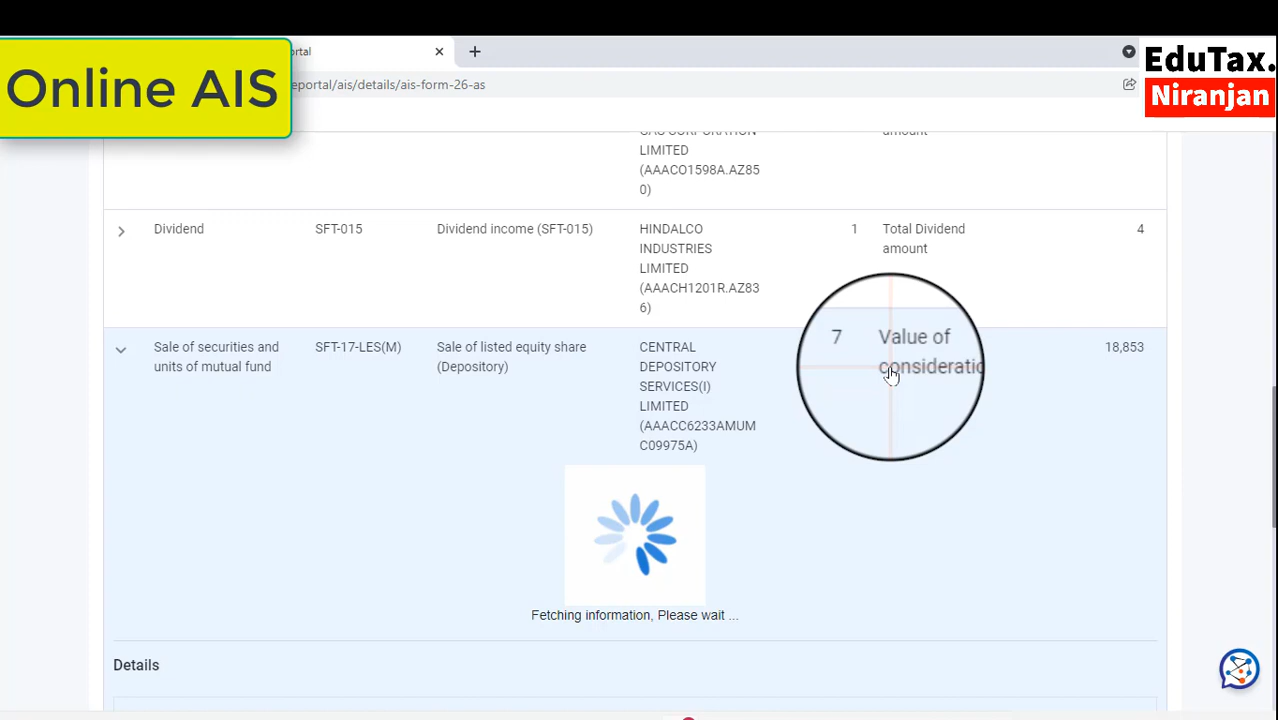 ortal
EduTax.
Niranjan
Online AIS
eportal/ais/details/ais-form-26-as
GAS CORPORATION
LIMITED
(AAACO1598A.AZ85
0)
amount
Dividend
SFT-015
Dividend income (SFT-015)
HINDALCO
INDUSTRIES
LIMITED
(AAACH1201R.AZ83
6)
1
Total Dividend
amount
4
Sale of securities and
units of mutual fund
SFT-17-LES(M)
Sale of listed equity share
(Depository)
CENTRAL
DEPOSITORY
SERVICES(I)
LIMITED
(AAACC6233AMUM
C09975A)
7
Value of
consideratio
18,853
Fetching information, Please wait ...
Details